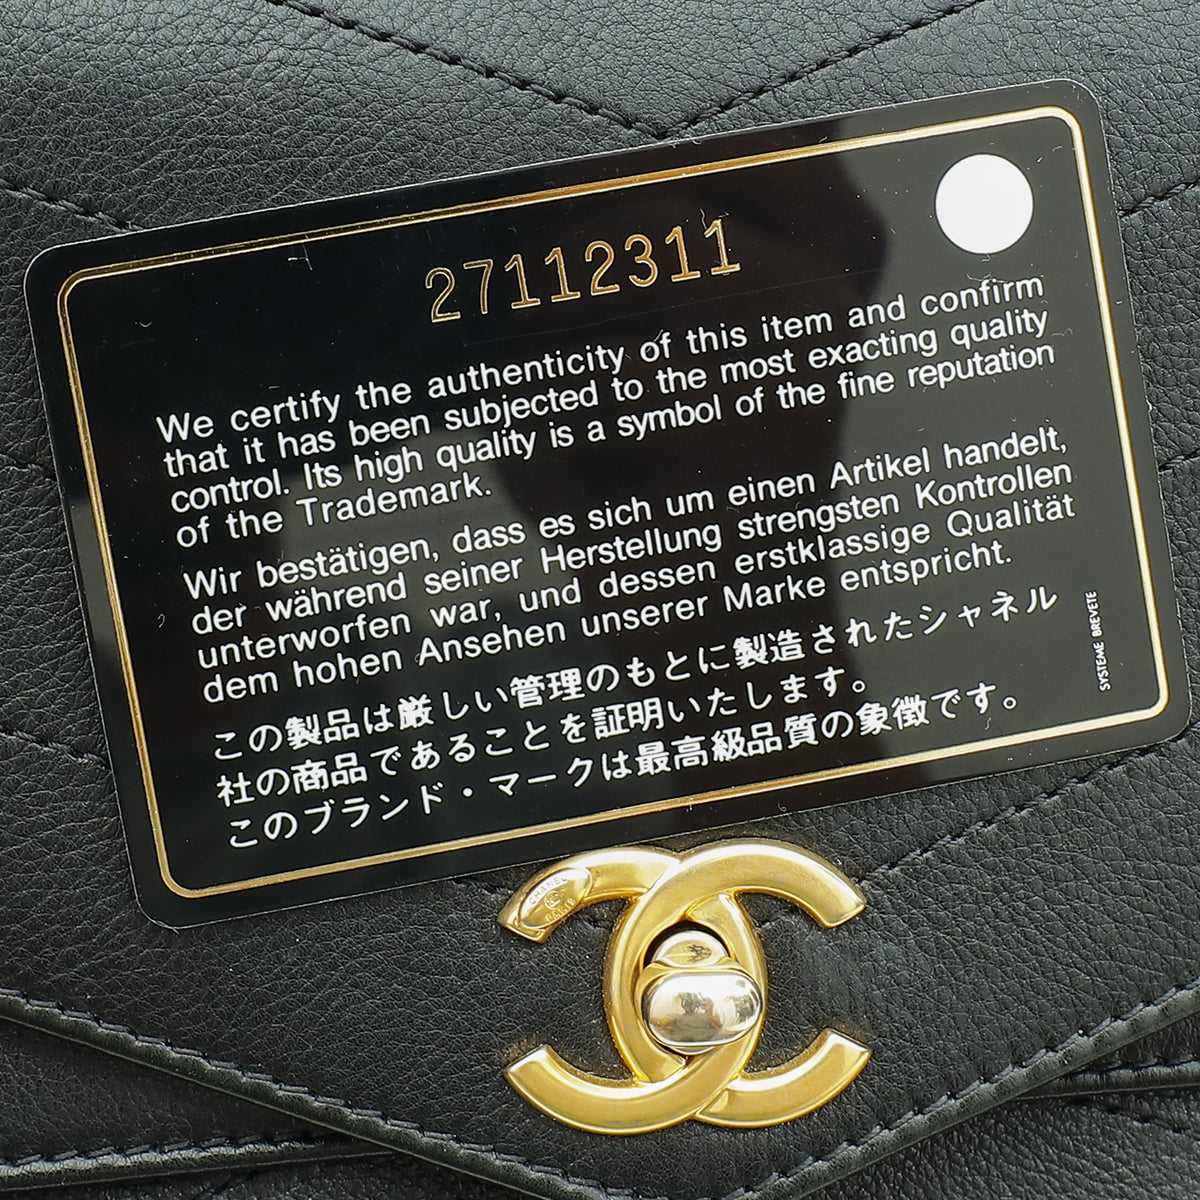 27112311
We certify the authenticity of this item and confirm
that it has been subjected to the most exacting quality
control. Its high quality is a symbol of the fine reputation
of the Trademark.
Wir bestätigen, dass es sich um einen Artikel handelt,
der während seiner Herstellung strengsten Kontrollen
unterworfen war, und dessen erstklassige Qualität
dem hohen Ansehen unserer Marke entspricht.
この製品は厳しい管理のもとに製造されたシャネル
社の商品であることを証明いたします。
このブランド・マークは最高級品質の象徴です。
SYSTEME BREVETE
CHANEL
PARIS